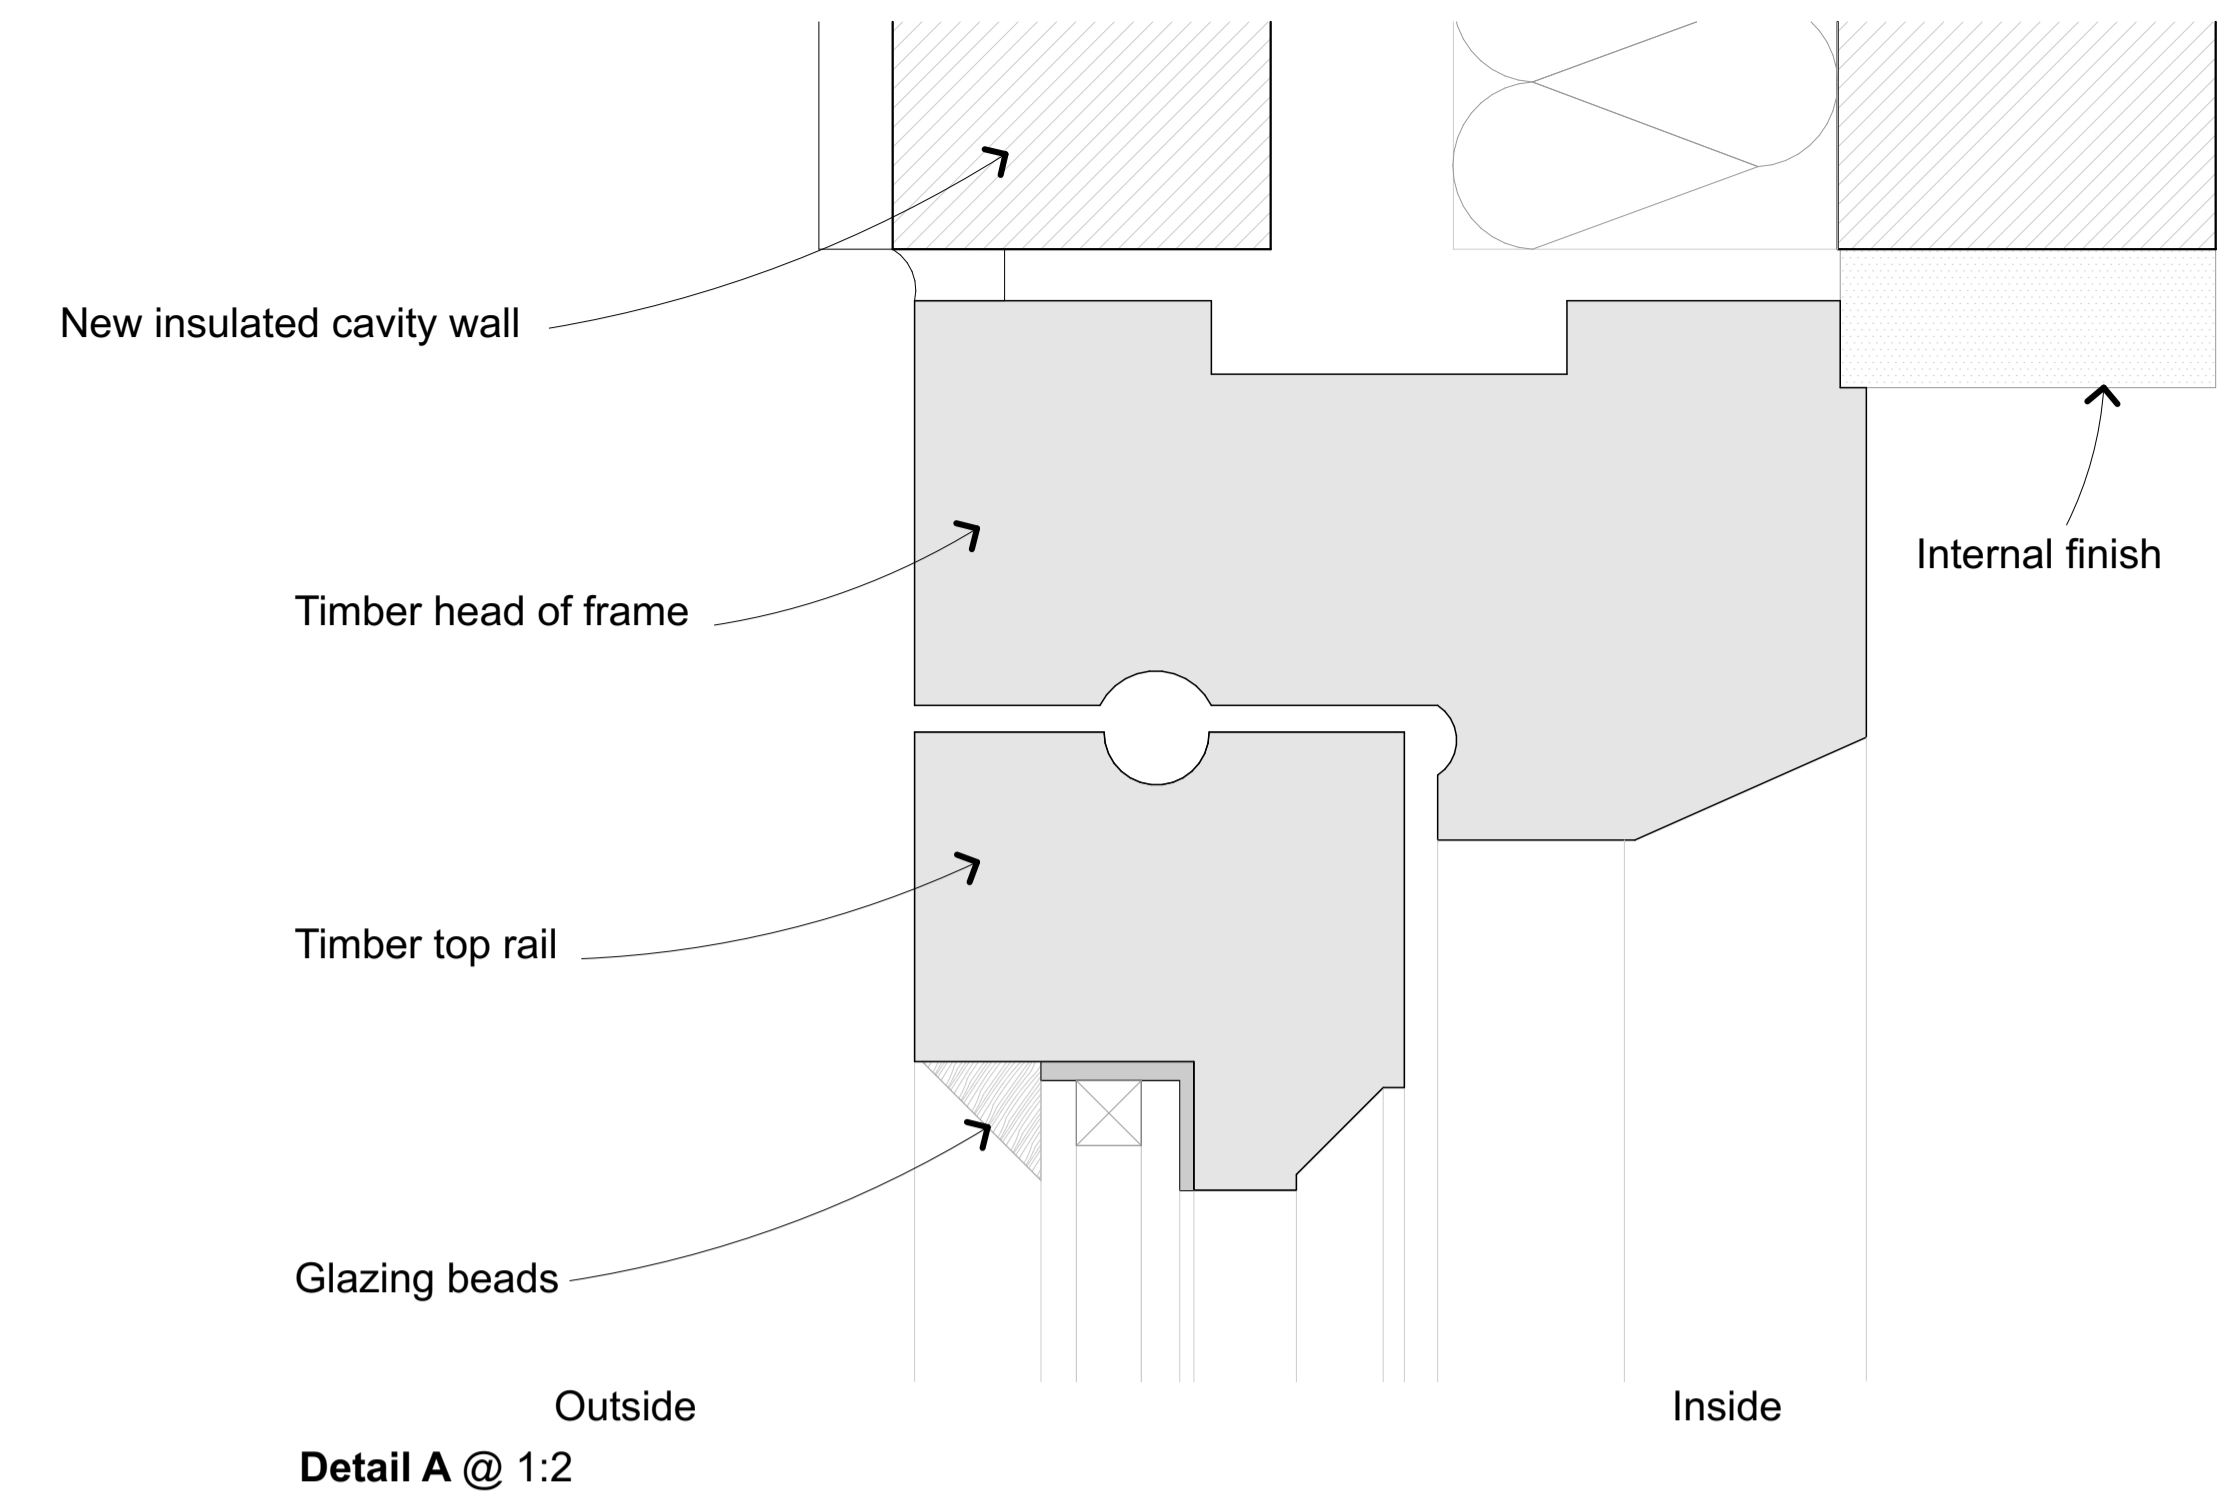 New insulated cavity wall
Timber head of frame
Internal finish
Timber top rail
Glazing beads
Outside
Inside
Detail A @ 1:2